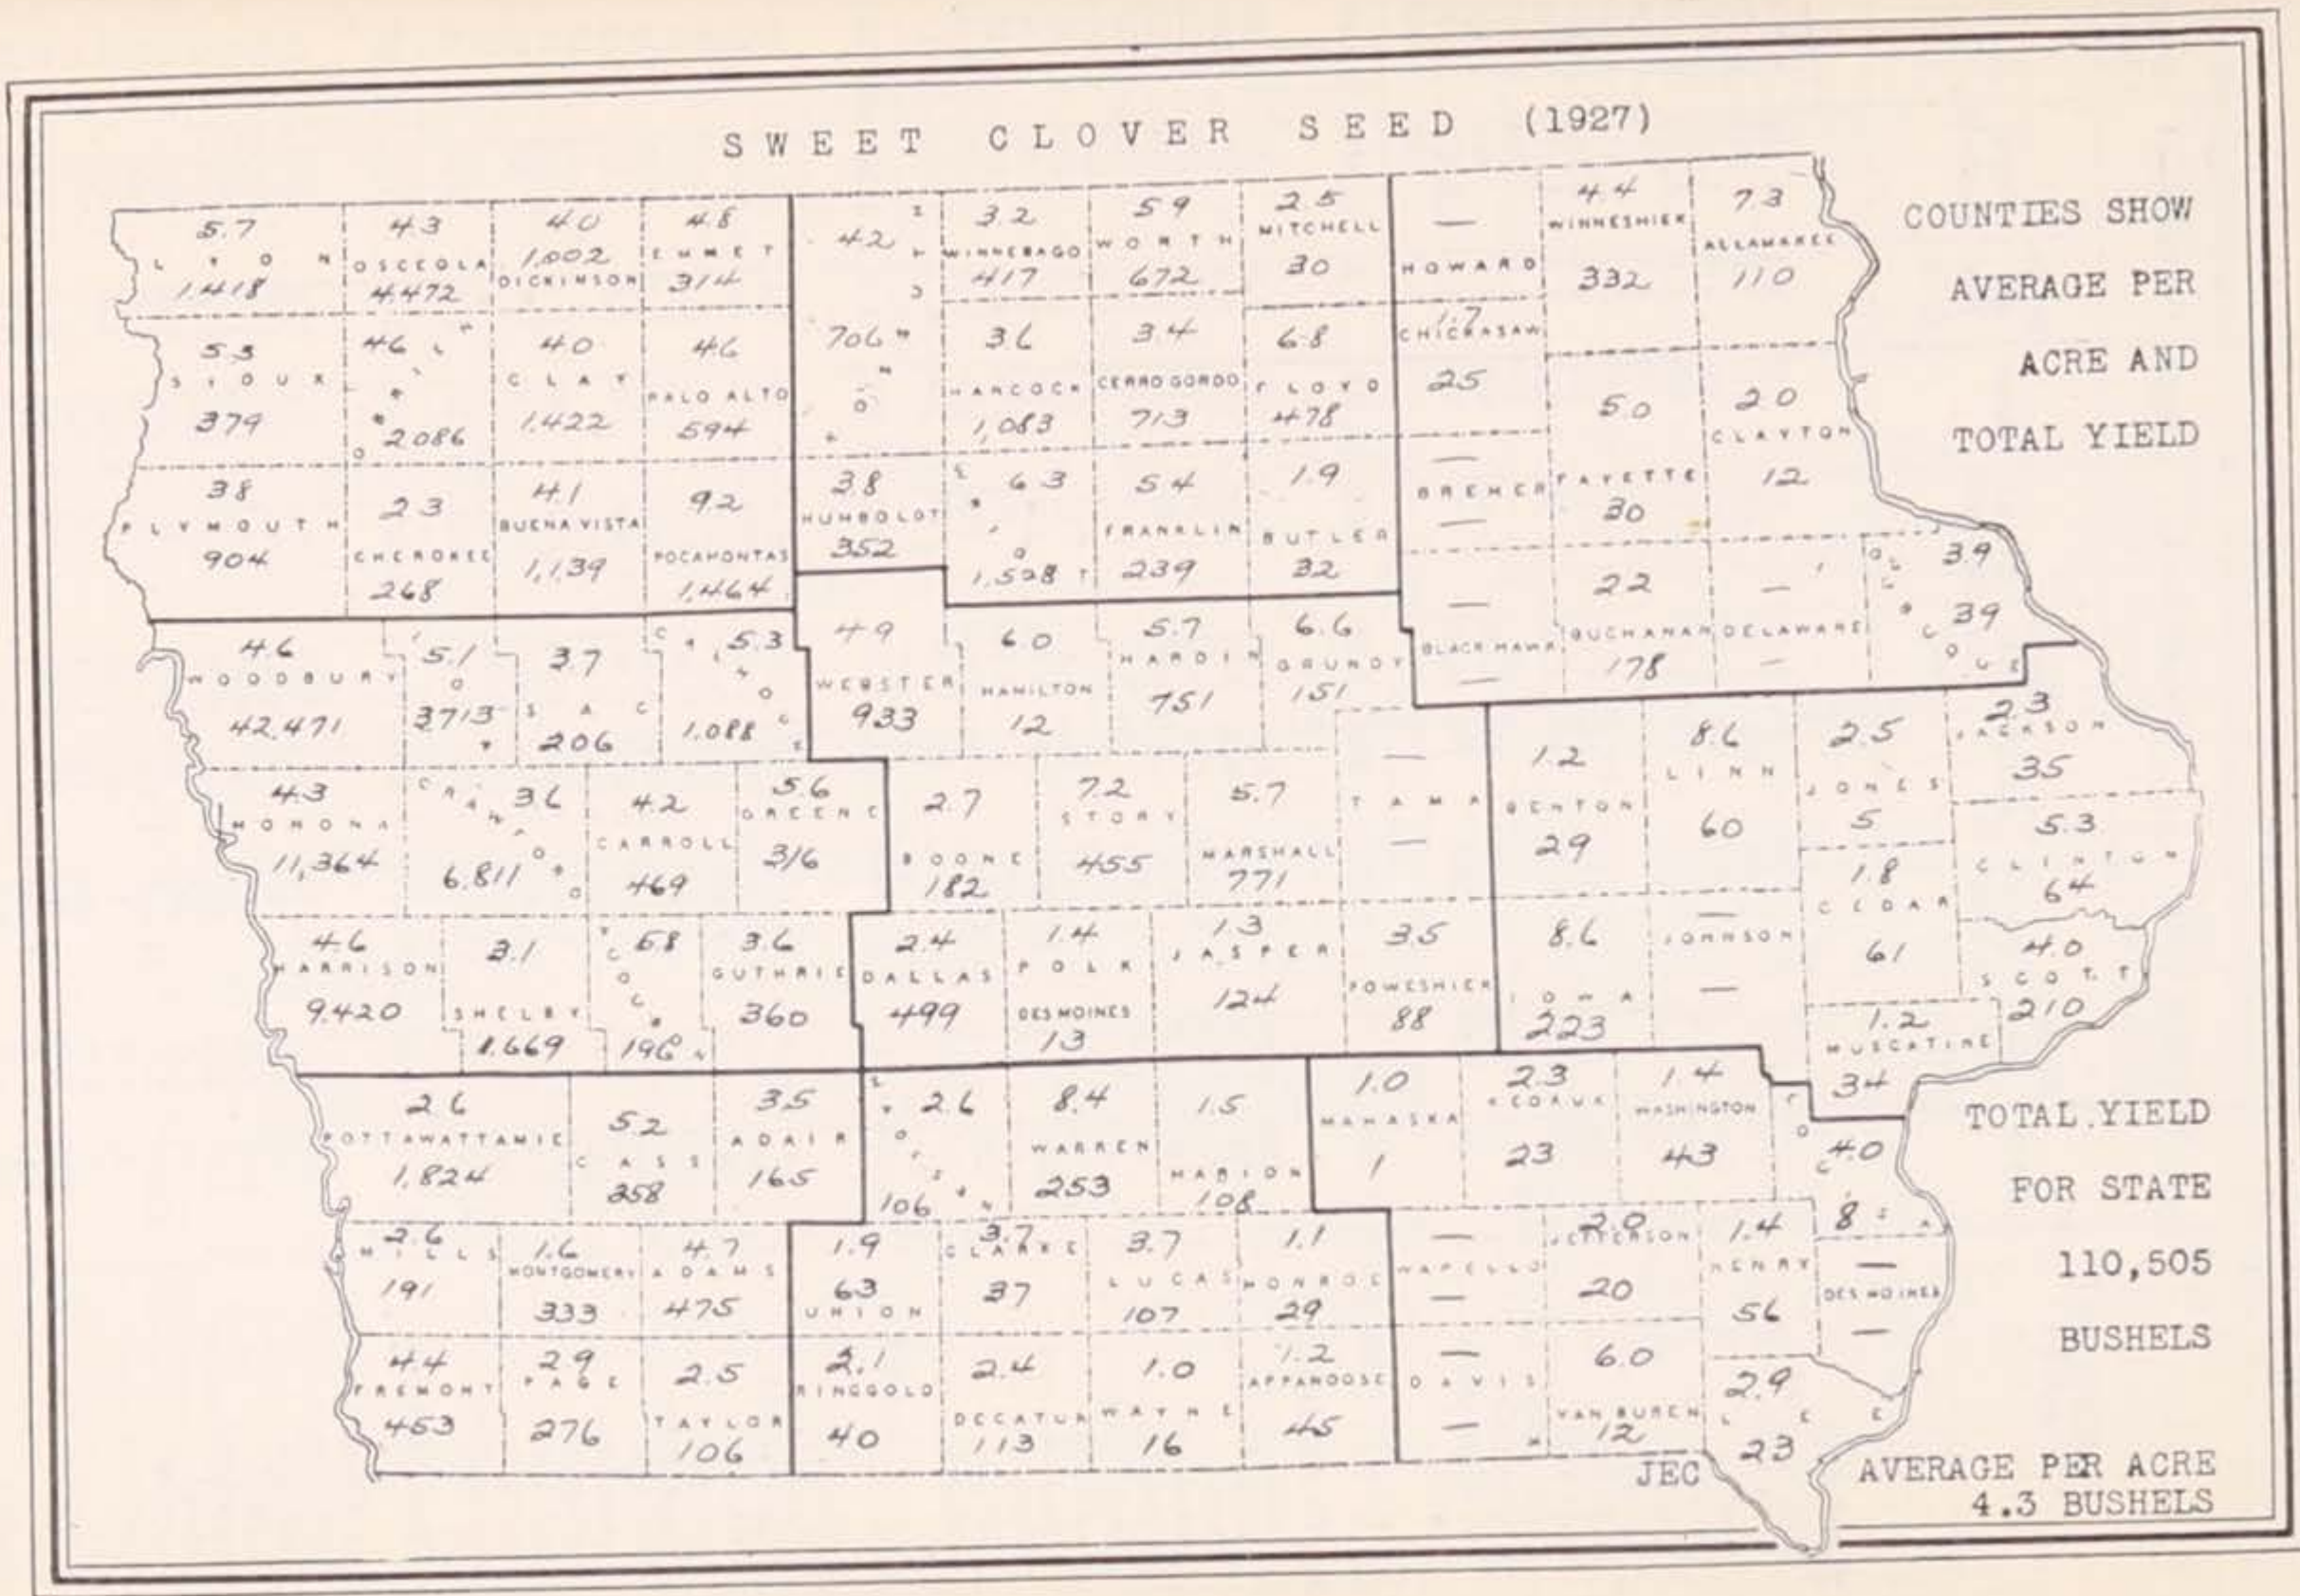 SWEET CLOVER SEED (1927)
COUNTIES SHOW
AVERAGE PER
ACRE AND
TOTAL YIELD
5.7
LYON
1,418
4.3
OSCEOLA
4,472
4.0
1,002
DICKINSON
4.8
EMMET
314
4.2
KOSSUTH
706
3.2
WINNEBAGO
417
5.9
WORTH
672
2.5
MITCHELL
30
—
HOWARD
4.4
WINNESHIEK
332
7.3
ALLAMAKEE
110
5.3
SIOUX
379
4.6
O'BRIEN
2,086
4.0
CLAY
1,422
4.6
PALO ALTO
594
3.6
HANCOCK
1,083
3.4
CERRO GORDO
713
6.8
FLOYD
478
1.7
CHICKASAW
25
5.0
FAYETTE
30
2.0
CLAYTON
12
3.8
PLYMOUTH
904
2.3
CHEROKEE
268
4.1
BUENA VISTA
1,139
9.2
POCAHONTAS
1,464
3.8
HUMBOLDT
352
6.3
WRIGHT
5.4
FRANKLIN
239
1.9
BUTLER
32
—
BREMER
—
4.6
WOODBURY
42,471
5.1
IDA
3713
3.7
SAC
206
5.3
CALHOUN
1,088
4.9
WEBSTER
933
6.0
HAMILTON
12
5.7
HARDIN
751
6.6
GRUNDY
151
—
BLACK HAWK
—
2.2
BUCHANAN
178
—
DELAWARE
—
3.9
DUBUQUE
39
4.3
MONONA
11,364
3.6
CRAWFORD
6,811
4.2
CARROLL
469
5.6
GREENE
316
2.7
BOONE
182
7.2
STORY
455
5.7
MARSHALL
771
—
TAMA
—
1.2
BENTON
29
8.6
LINN
60
2.5
JONES
5
2.3
JACKSON
35
5.3
CLINTON
64
4.6
HARRISON
9,420
3.1
SHELBY
1,669
5.8
AUDUBON
3.6
GUTHRIE
360
2.4
DALLAS
499
1.4
POLK
DES MOINES
13
1.3
JASPER
124
3.5
POWESHIEK
88
8.6
IOWA
223
—
JOHNSON
—
1.8
CEDAR
61
4.0
SCOTT
210
1.2
MUSCATINE
34
2.6
POTTAWATTAMIE
1,824
5.2
CASS
358
3.5
ADAIR
165
2.6
MADISON
106
8.4
WARREN
253
1.5
MARION
108
1.0
MAHASKA
1
2.3
KEOKUK
23
1.4
WASHINGTON
43
4.0
LOUISA
8
2.6
MILLS
191
1.6
MONTGOMERY
333
4.7
ADAMS
475
1.9
63
UNION
3.7
CLARKE
37
3.7
LUCAS
107
1.1
MONROE
29
—
WAPELLO
—
2.0
JEFFERSON
20
1.4
HENRY
56
—
DES MOINES
—
4.4
FREMONT
453
2.9
PAGE
276
2.5
TAYLOR
106
2.1
RINGGOLD
40
2.4
DECATUR
113
1.0
WAYNE
16
1.2
APPANOOSE
45
—
DAVIS
—
6.0
VAN BUREN
12
2.9
LEE
23
TOTAL YIELD
FOR STATE
110,505
BUSHELS
JEC
AVERAGE PER ACRE
4.3 BUSHELS